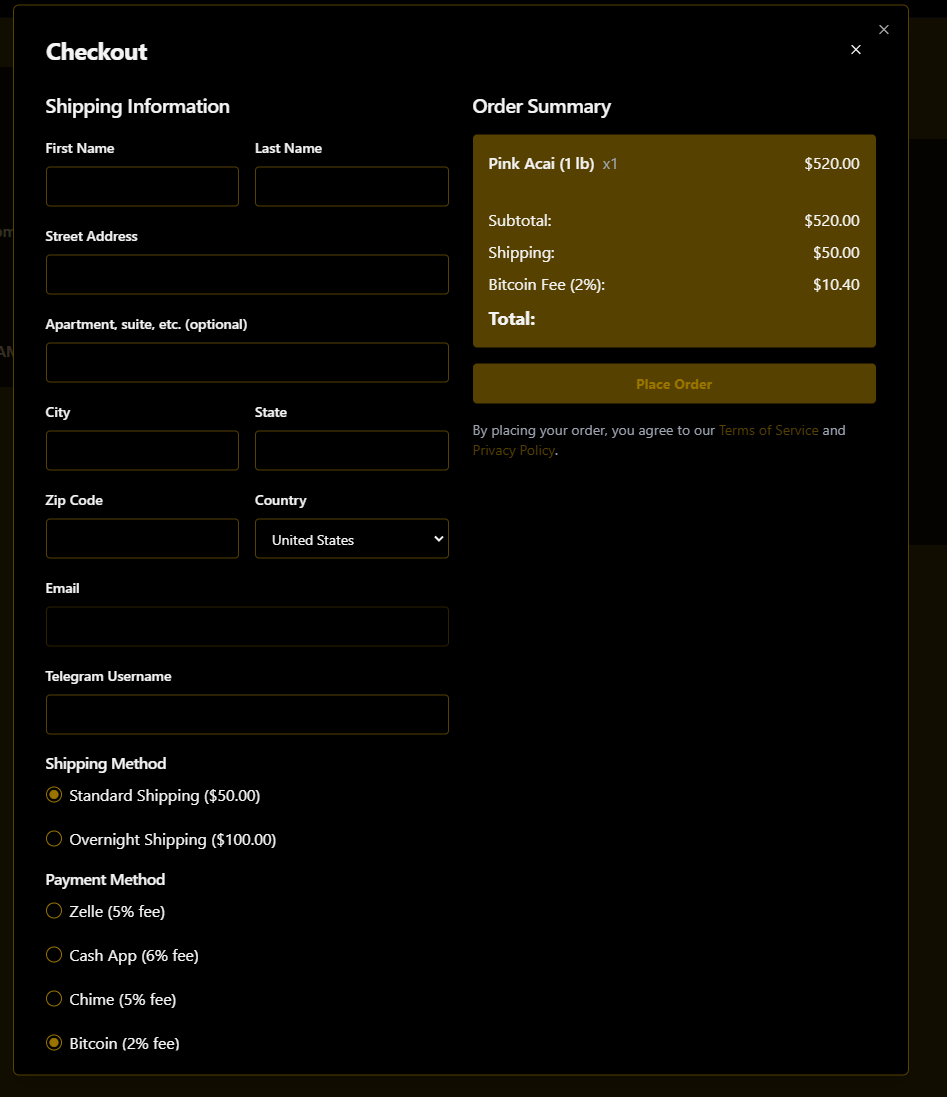 Checkout
Shipping Information
First Name
Last Name
Street Address
Apartment, suite, etc. (optional)
City
State
Zip Code
Country
United States
Email
Telegram Username
Shipping Method
Standard Shipping ($50.00)
Overnight Shipping ($100.00)
Payment Method
Zelle (5% fee)
Cash App (6% fee)
Chime (5% fee)
Bitcoin (2% fee)
Order Summary
Pink Acai (1 lb) x1 $520.00
Subtotal: $520.00
Shipping: $50.00
Bitcoin Fee (2%): $10.40
Total:
Place Order
By placing your order, you agree to our Terms of Service and
Privacy Policy.